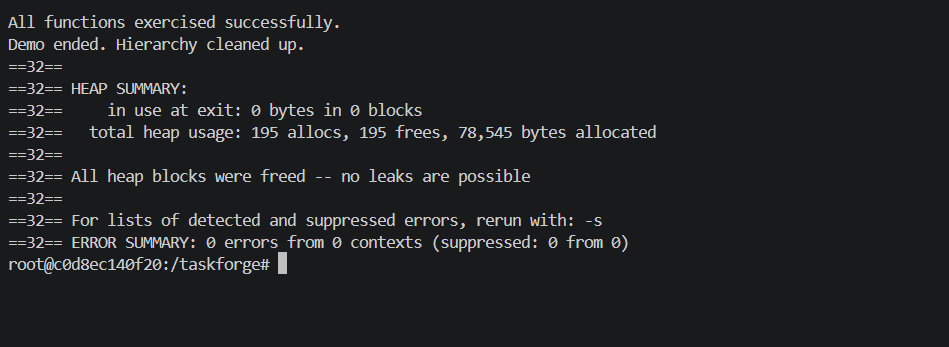 All functions exercised successfully.
Demo ended. Hierarchy cleaned up.
==32==
==32== HEAP SUMMARY:
==32==     in use at exit: 0 bytes in 0 blocks
==32==   total heap usage: 195 allocs, 195 frees, 78,545 bytes allocated
==32==
==32== All heap blocks were freed -- no leaks are possible
==32==
==32== For lists of detected and suppressed errors, rerun with: -s
==32== ERROR SUMMARY: 0 errors from 0 contexts (suppressed: 0 from 0)
root@c0d8ec140f20:/taskforge#